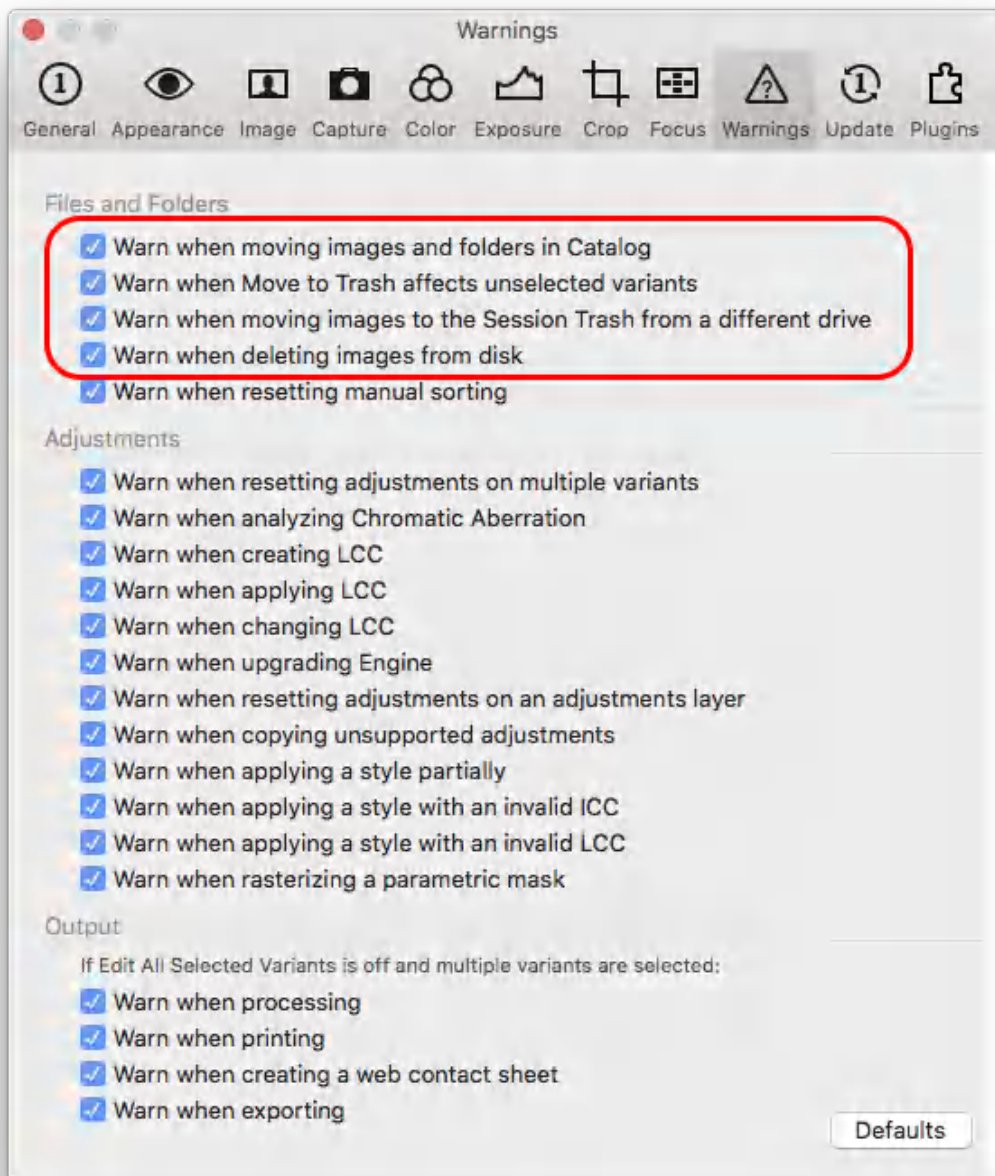 Warnings
General Appearance Image Capture Color Exposure Crop Focus Warnings Update Plugins
Files and Folders
Warn when moving images and folders in Catalog
Warn when Move to Trash affects unselected variants
Warn when moving images to the Session Trash from a different drive
Warn when deleting images from disk
Warn when resetting manual sorting
Adjustments
Warn when resetting adjustments on multiple variants
Warn when analyzing Chromatic Aberration
Warn when creating LCC
Warn when applying LCC
Warn when changing LCC
Warn when upgrading Engine
Warn when resetting adjustments on an adjustments layer
Warn when copying unsupported adjustments
Warn when applying a style partially
Warn when applying a style with an invalid ICC
Warn when applying a style with an invalid LCC
Warn when rasterizing a parametric mask
Output
If Edit All Selected Variants is off and multiple variants are selected:
Warn when processing
Warn when printing
Warn when creating a web contact sheet
Warn when exporting
Defaults